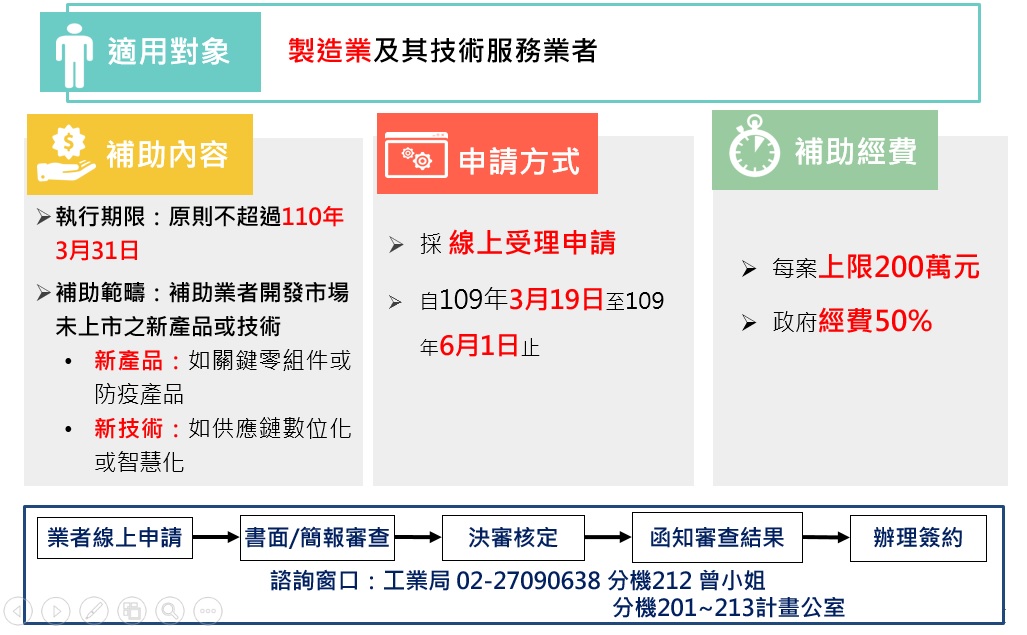 適用對象
製造業及其技術服務業者
補助內容
➢執行期限：原則不超過110年
3月31日
➢補助範疇：補助業者開發市場
未上市之新產品或技術
• 新產品：如關鍵零組件或
防疫產品
• 新技術：如供應鏈數位化
或智慧化
申請方式
➢ 採 線上受理申請
➢ 自109年3月19日至109
年6月1日止
補助經費
➢ 每案上限200萬元
➢ 政府經費50%
業者線上申請
書面/簡報審查
決審核定
函知審查結果
辦理簽約
諮詢窗口：工業局 02-27090638 分機212 曾小姐
分機201~213計畫公室